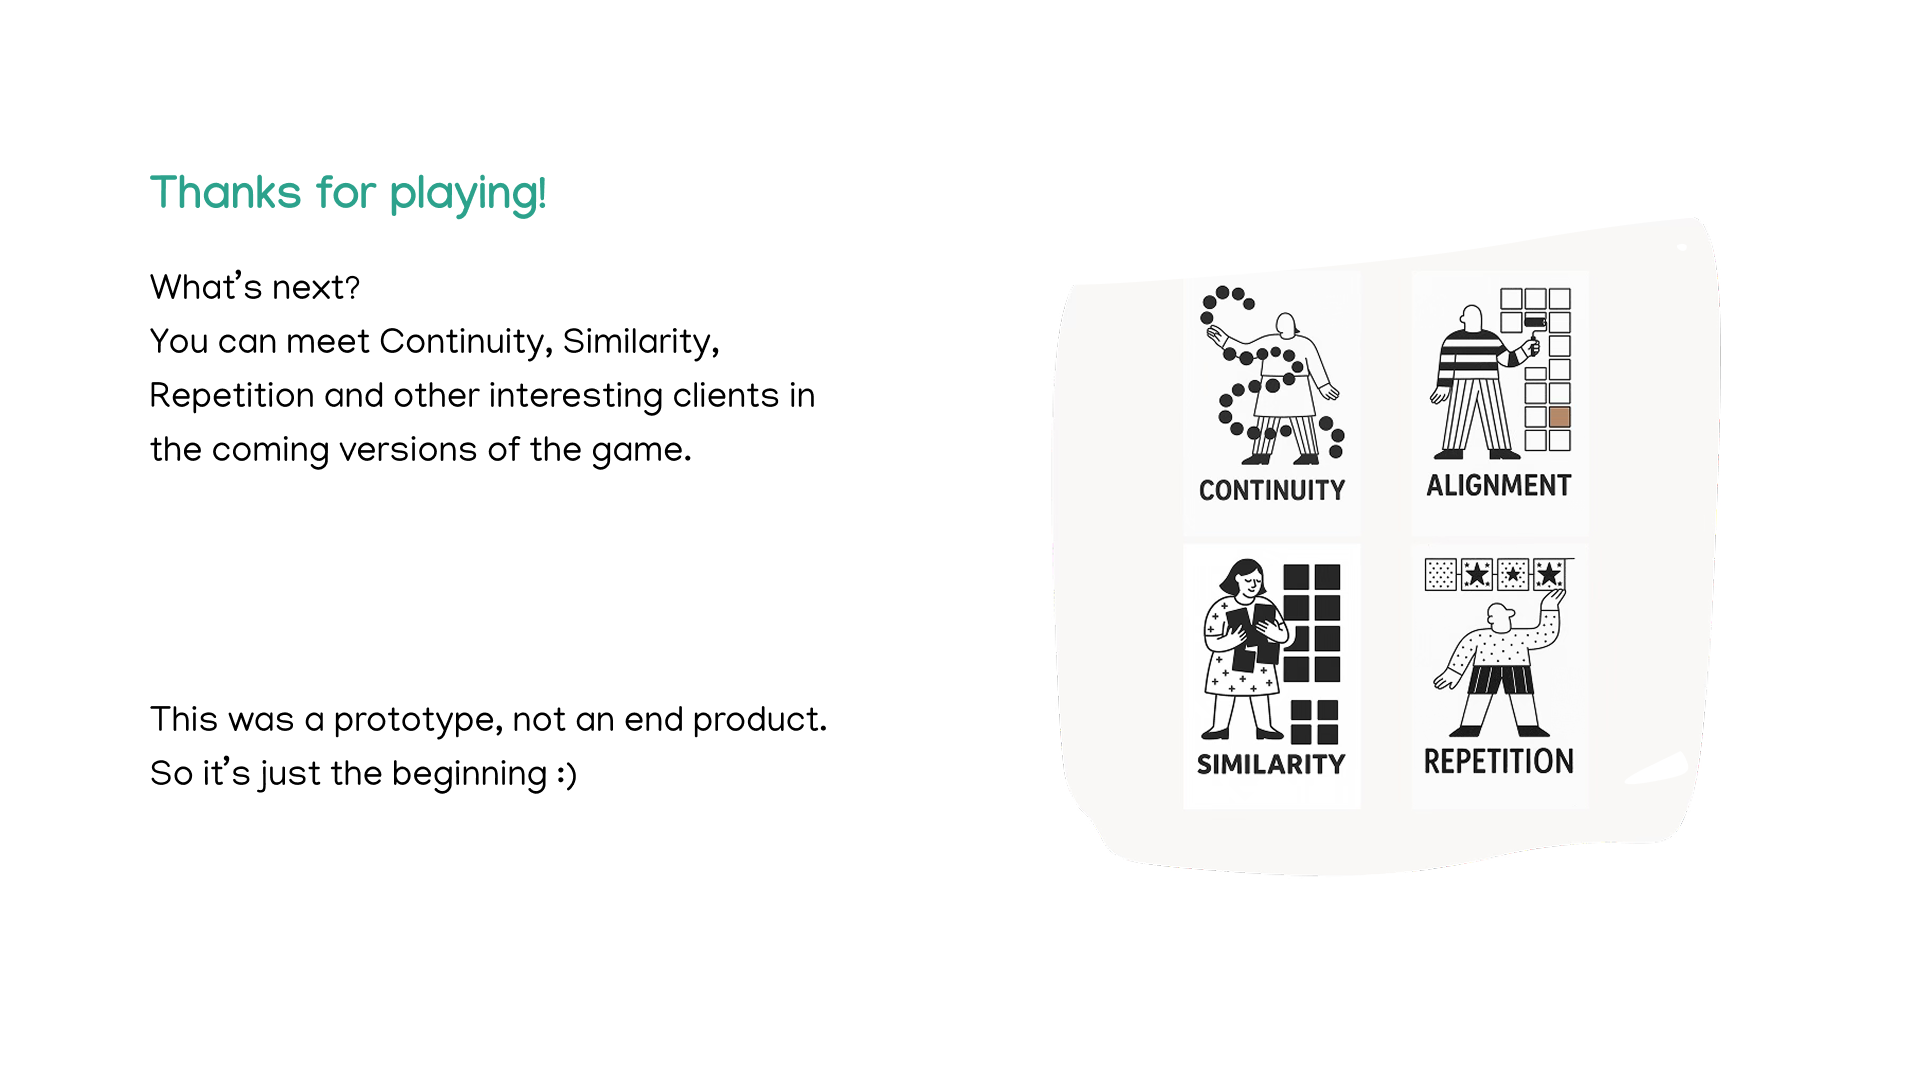 Thanks for playing!
What's next?
You can meet Continuity, Similarity,
Repetition and other interesting clients in
the coming versions of the game.
This was a prototype, not an end product.
So it's just the beginning :)
CONTINUITY
ALIGNMENT
SIMILARITY
REPETITION